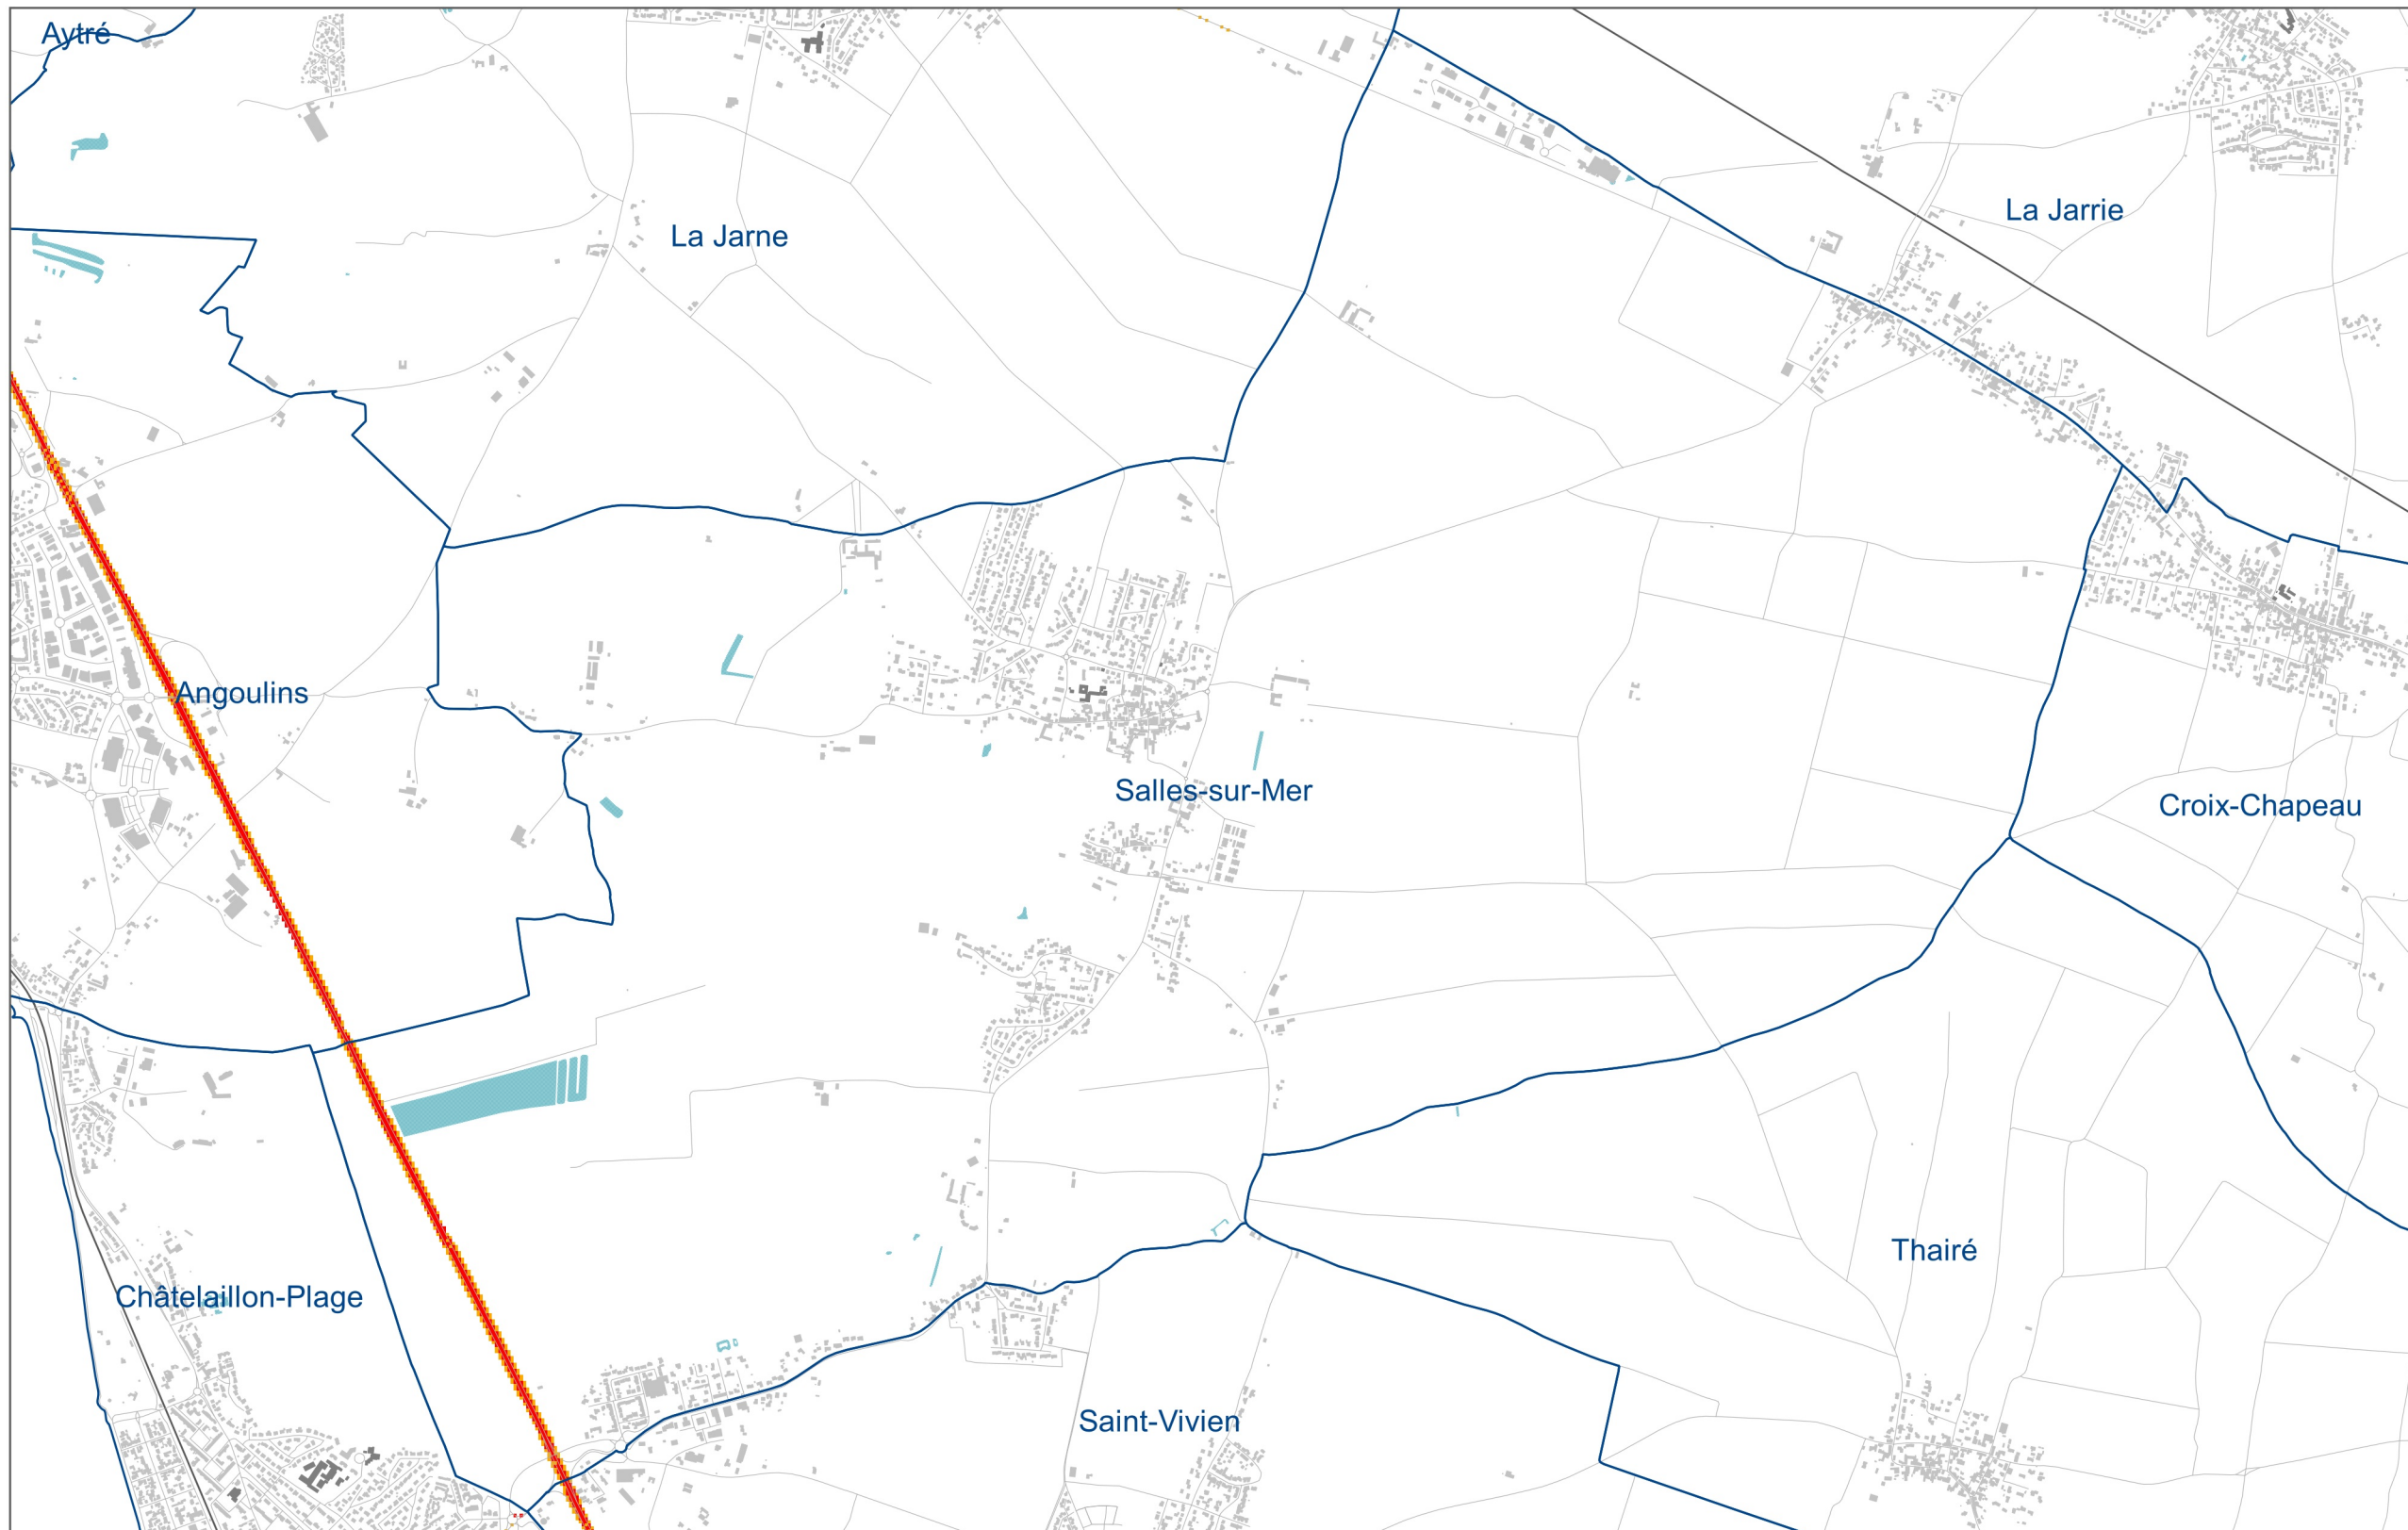 Aytré
La Jarrie
La Jarne
Angoulins
Salles-sur-Mer
Croix-Chapeau
Thairé
Châtelaillon-Plage
Saint-Vivien